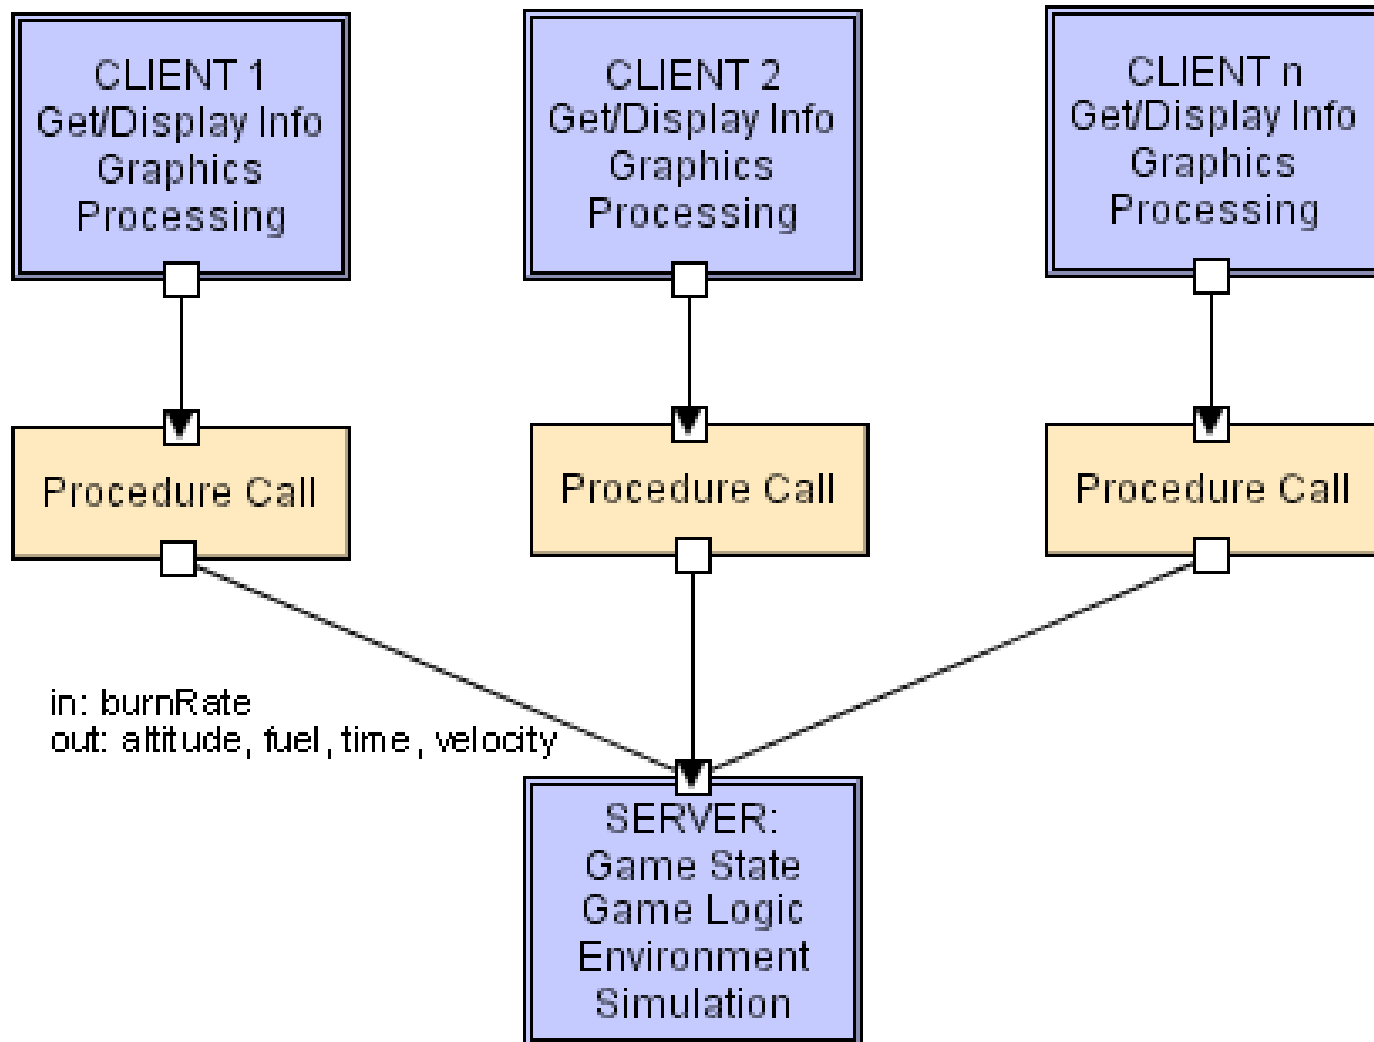 CLIENT 1
Get/Display Info
Graphics
Processing
CLIENT 2
Get/Display Info
Graphics
Processing
CLIENT n
Get/Display Info
Graphics
Processing
Procedure Call
Procedure Call
Procedure Call
in: burnRate
out: altitude, fuel, time, velocity
SERVER:
Game State
Game Logic
Environment
Simulation